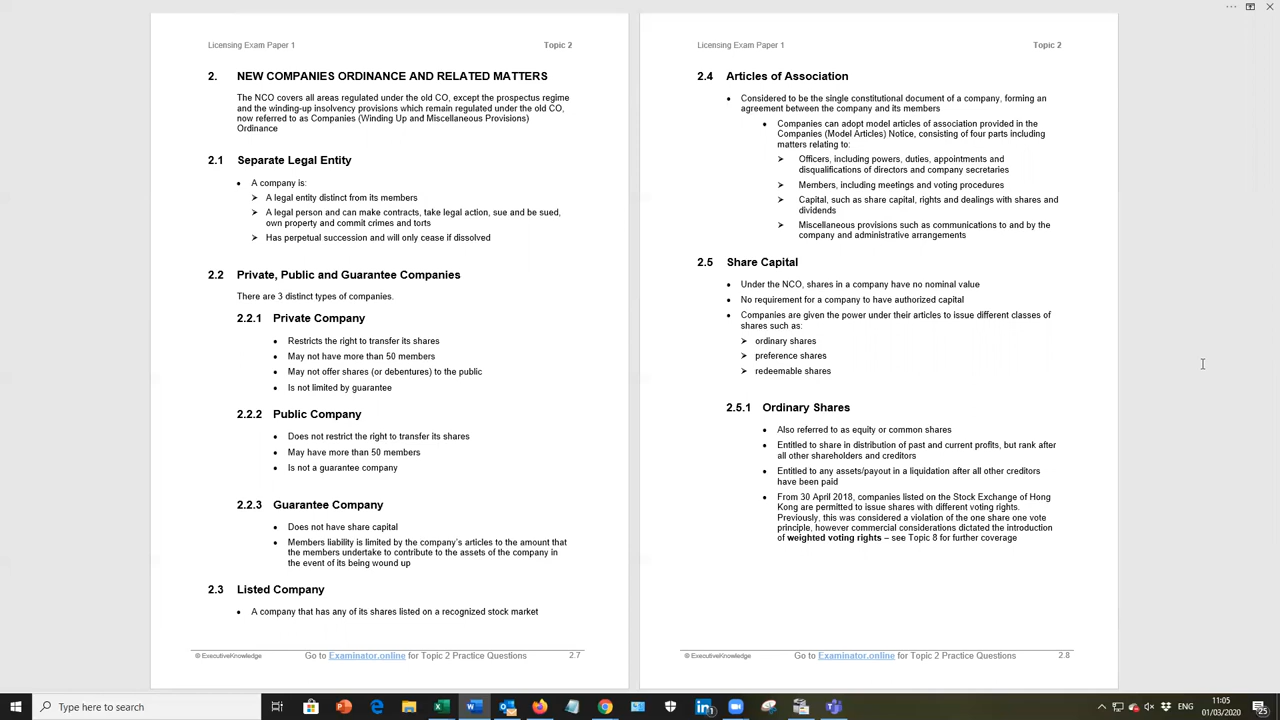 Licensing Exam Paper 1 Topic 2
2. NEW COMPANIES ORDINANCE AND RELATED MATTERS
The NCO covers all areas regulated under the old CO, except the prospectus regime
and the winding-up insolvency provisions which remain regulated under the old CO,
now referred to as Companies (Winding Up and Miscellaneous Provisions)
Ordinance
2.1 Separate Legal Entity
• A company is:
➢ A legal entity distinct from its members
➢ A legal person and can make contracts, take legal action, sue and be sued,
own property and commit crimes and torts
➢ Has perpetual succession and will only cease if dissolved
2.2 Private, Public and Guarantee Companies
There are 3 distinct types of companies.
2.2.1 Private Company
• Restricts the right to transfer its shares
• May not have more than 50 members
• May not offer shares (or debentures) to the public
• Is not limited by guarantee
2.2.2 Public Company
• Does not restrict the right to transfer its shares
• May have more than 50 members
• Is not a guarantee company
2.2.3 Guarantee Company
• Does not have share capital
• Members liability is limited by the company's articles to the amount that
the members undertake to contribute to the assets of the company in
the event of its being wound up
2.3 Listed Company
• A company that has any of its shares listed on a recognized stock market
© ExecutiveKnowledge Go to Examinator.online for Topic 2 Practice Questions 2.7
Licensing Exam Paper 1 Topic 2
2.4 Articles of Association
• Considered to be the single constitutional document of a company, forming an
agreement between the company and its members
• Companies can adopt model articles of association provided in the
Companies (Model Articles) Notice, consisting of four parts including
matters relating to:
➢ Officers, including powers, duties, appointments and
disqualifications of directors and company secretaries
➢ Members, including meetings and voting procedures
➢ Capital, such as share capital, rights and dealings with shares and
dividends
➢ Miscellaneous provisions such as communications to and by the
company and administrative arrangements
2.5 Share Capital
• Under the NCO, shares in a company have no nominal value
• No requirement for a company to have authorized capital
• Companies are given the power under their articles to issue different classes of
shares such as:
➢ ordinary shares
➢ preference shares
➢ redeemable shares
2.5.1 Ordinary Shares
• Also referred to as equity or common shares
• Entitled to share in distribution of past and current profits, but rank after
all other shareholders and creditors
• Entitled to any assets/payout in a liquidation after all other creditors
have been paid
• From 30 April 2018, companies listed on the Stock Exchange of Hong
Kong are permitted to issue shares with different voting rights.
Previously, this was considered a violation of the one share one vote
principle, however commercial considerations dictated the introduction
of weighted voting rights – see Topic 8 for further coverage
© ExecutiveKnowledge Go to Examinator.online for Topic 2 Practice Questions 2.8
Type here to search
ENG
11:05
01/03/2020